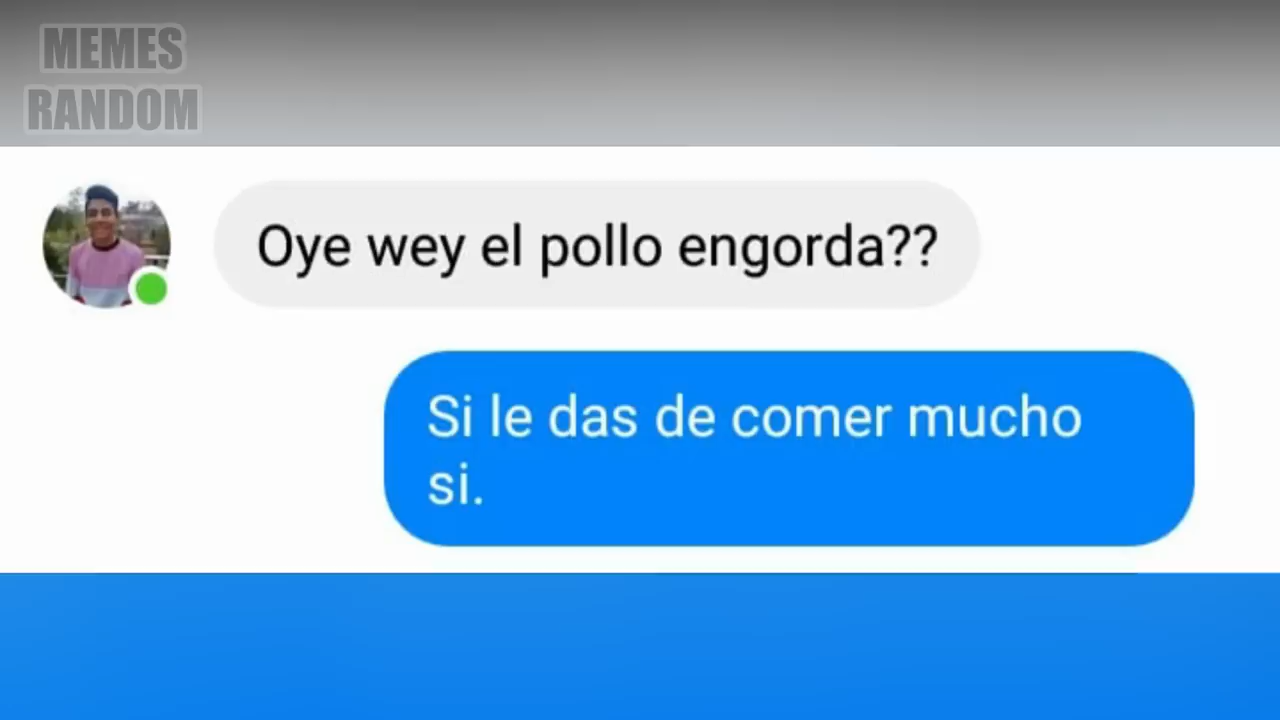 MEMES
RANDOM
Oye wey el pollo engorda??
Si le das de comer mucho
si.